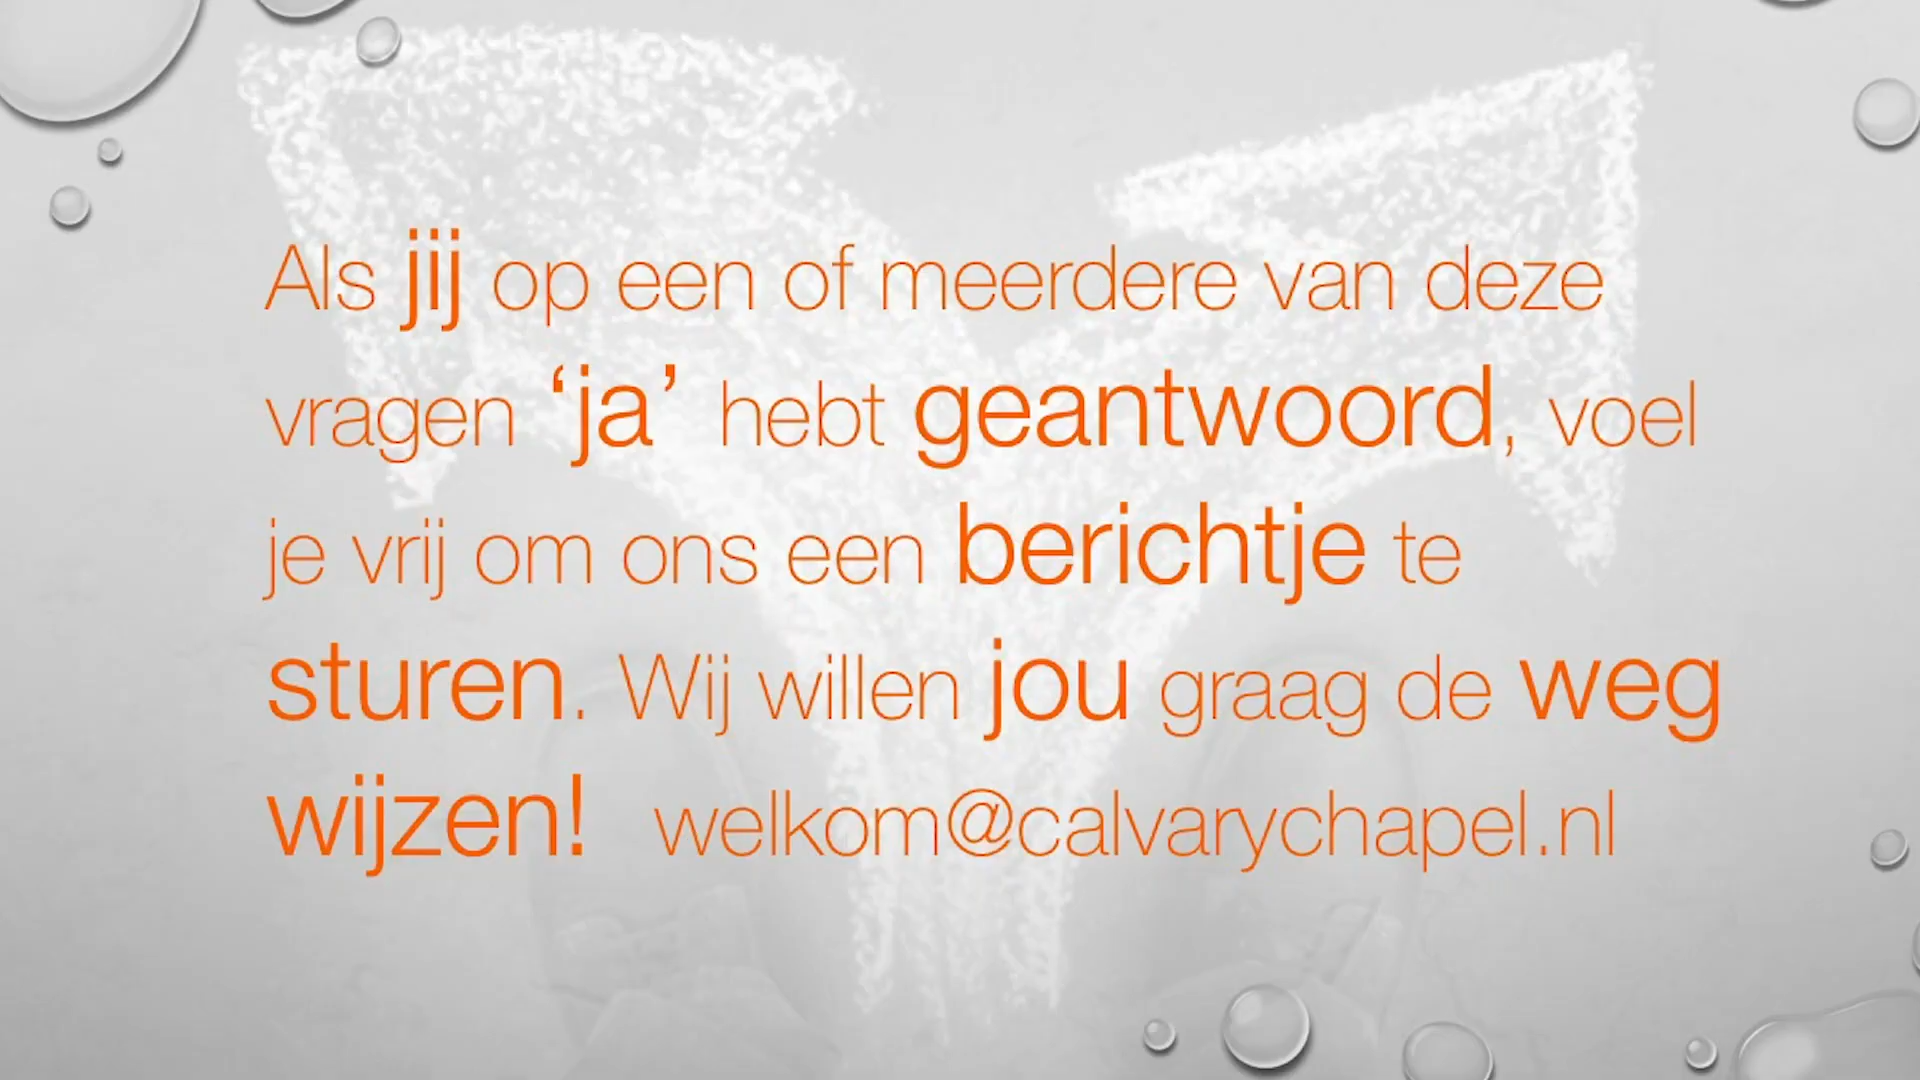 Als jij op een of meerdere van deze
vragen ‘ja’ hebt geantwoord, voel
je vrij om ons een berichtje te
sturen. Wij willen jou graag de weg
wijzen! welkom@calvarychapel.nl